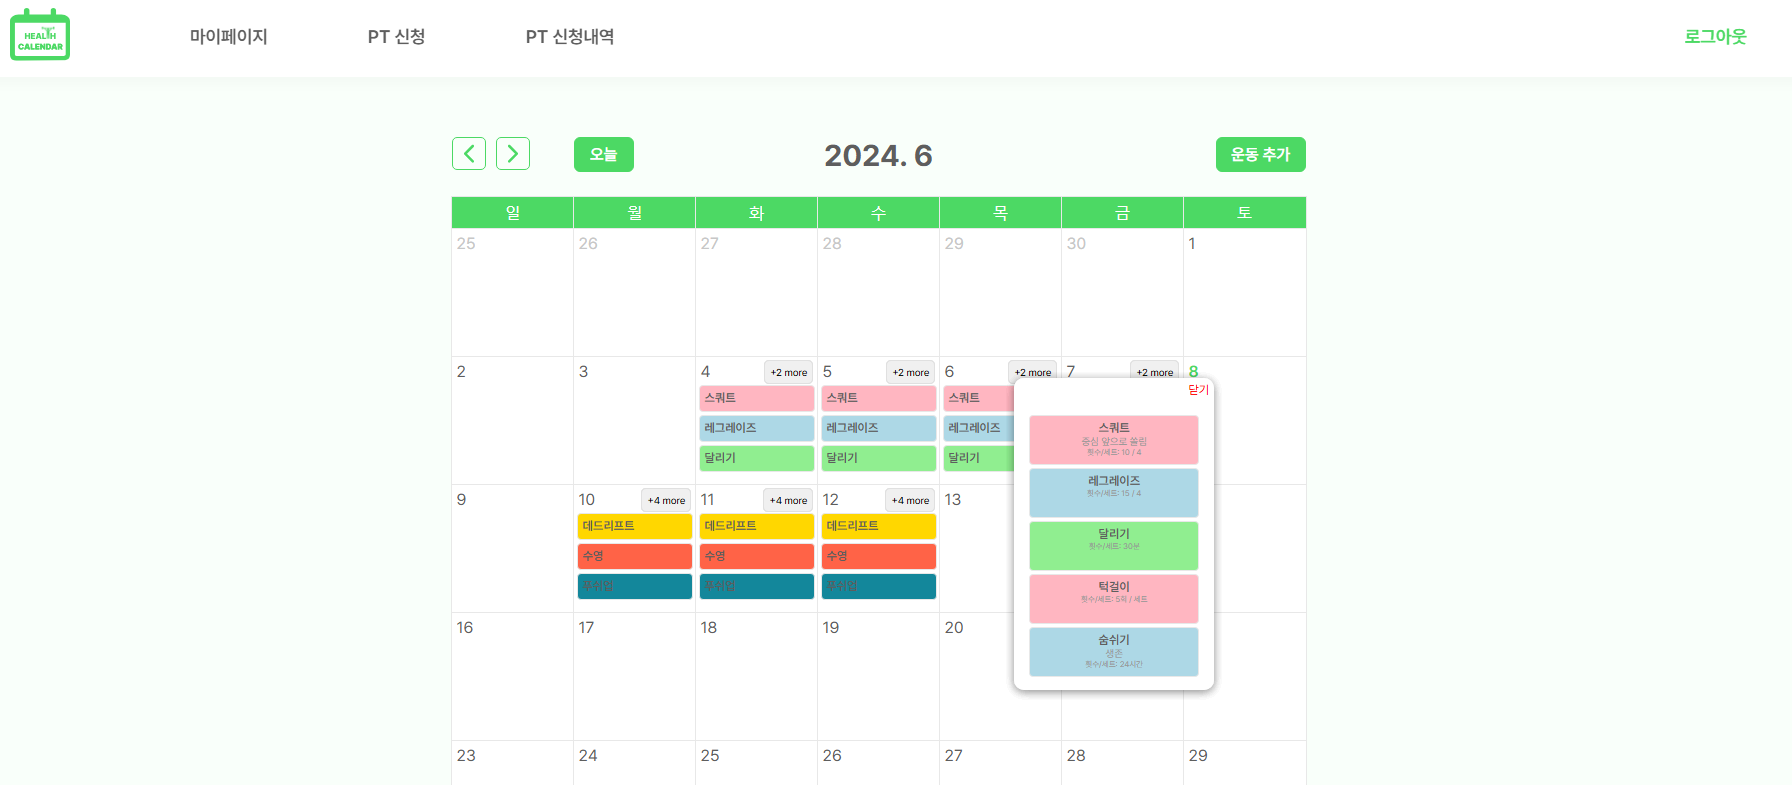 HEALTH
CALENDAR
마이페이지
PT 신청
PT 신청내역
로그아웃
오늘
2024. 6
운동 추가
일 월 화 수 목 금 토
25 26 27 28 29 30 1
2 3 4 +2 more 5 +2 more 6 +2 more 7 +2 more 8
스쿼트 스쿼트 스쿼트
레그레이즈 레그레이즈 레그레이즈
달리기 달리기 달리기
닫기
스쿼트
중심 앞으로 쏠림
횟수/세트: 10 / 4
레그레이즈
횟수/세트: 15 / 4
달리기
횟수/세트: 30분
턱걸이
횟수/세트: 5회 / 세트
숨쉬기
생존
횟수/세트: 24시간
9 10 +4 more 11 +4 more 12 +4 more 13
데드리프트 데드리프트 데드리프트
수영 수영 수영
푸쉬업 푸쉬업 푸쉬업
16 17 18 19 20
23 24 25 26 27 28 29